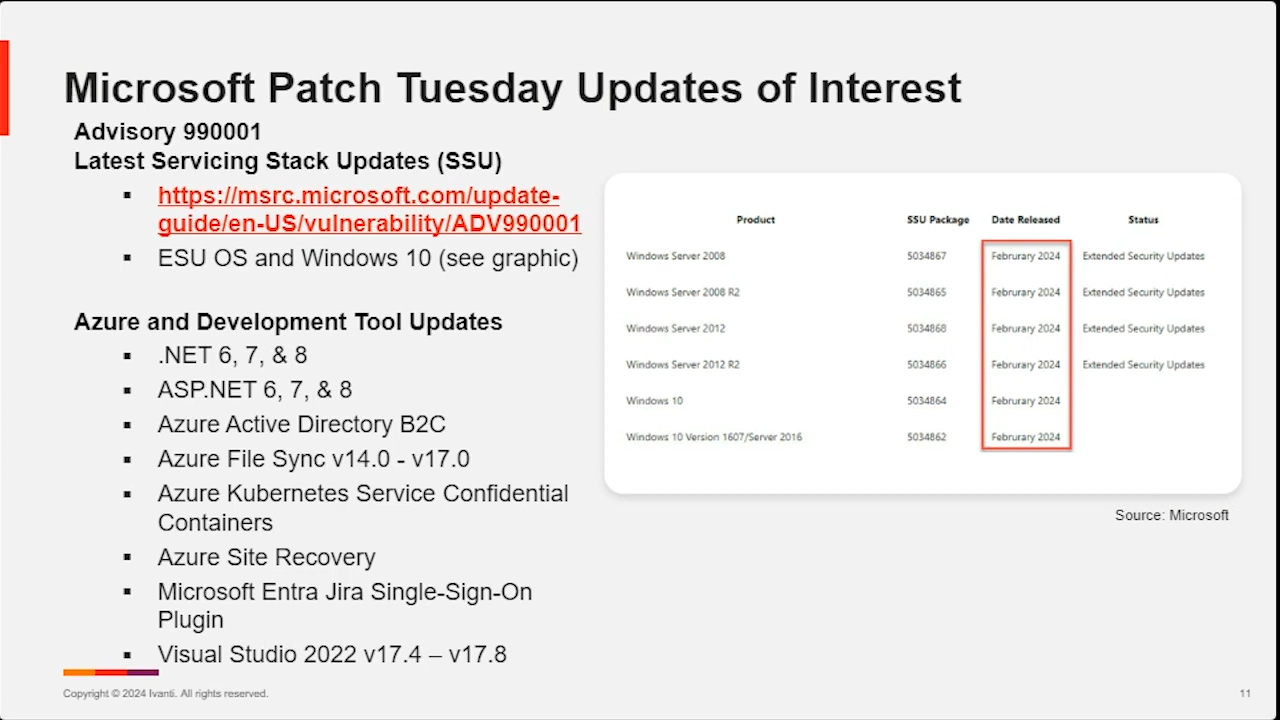 Microsoft Patch Tuesday Updates of Interest
Advisory 990001
Latest Servicing Stack Updates (SSU)
▪ https://msrc.microsoft.com/update-
guide/en-US/vulnerability/ADV990001
▪ ESU OS and Windows 10 (see graphic)
Azure and Development Tool Updates
▪ .NET 6, 7, & 8
▪ ASP.NET 6, 7, & 8
▪ Azure Active Directory B2C
▪ Azure File Sync v14.0 - v17.0
▪ Azure Kubernetes Service Confidential
Containers
▪ Azure Site Recovery
▪ Microsoft Entra Jira Single-Sign-On
Plugin
▪ Visual Studio 2022 v17.4 – v17.8
Product SSU Package Date Released Status
Windows Server 2008 5034867 Februrary 2024 Extended Security Updates
Windows Server 2008 R2 5034865 Februrary 2024 Extended Security Updates
Windows Server 2012 5034868 Februrary 2024 Extended Security Updates
Windows Server 2012 R2 5034866 Februrary 2024 Extended Security Updates
Windows 10 5034864 Februrary 2024
Windows 10 Version 1607/Server 2016 5034862 Februrary 2024
Source: Microsoft
Copyright © 2024 Ivanti. All rights reserved.
11